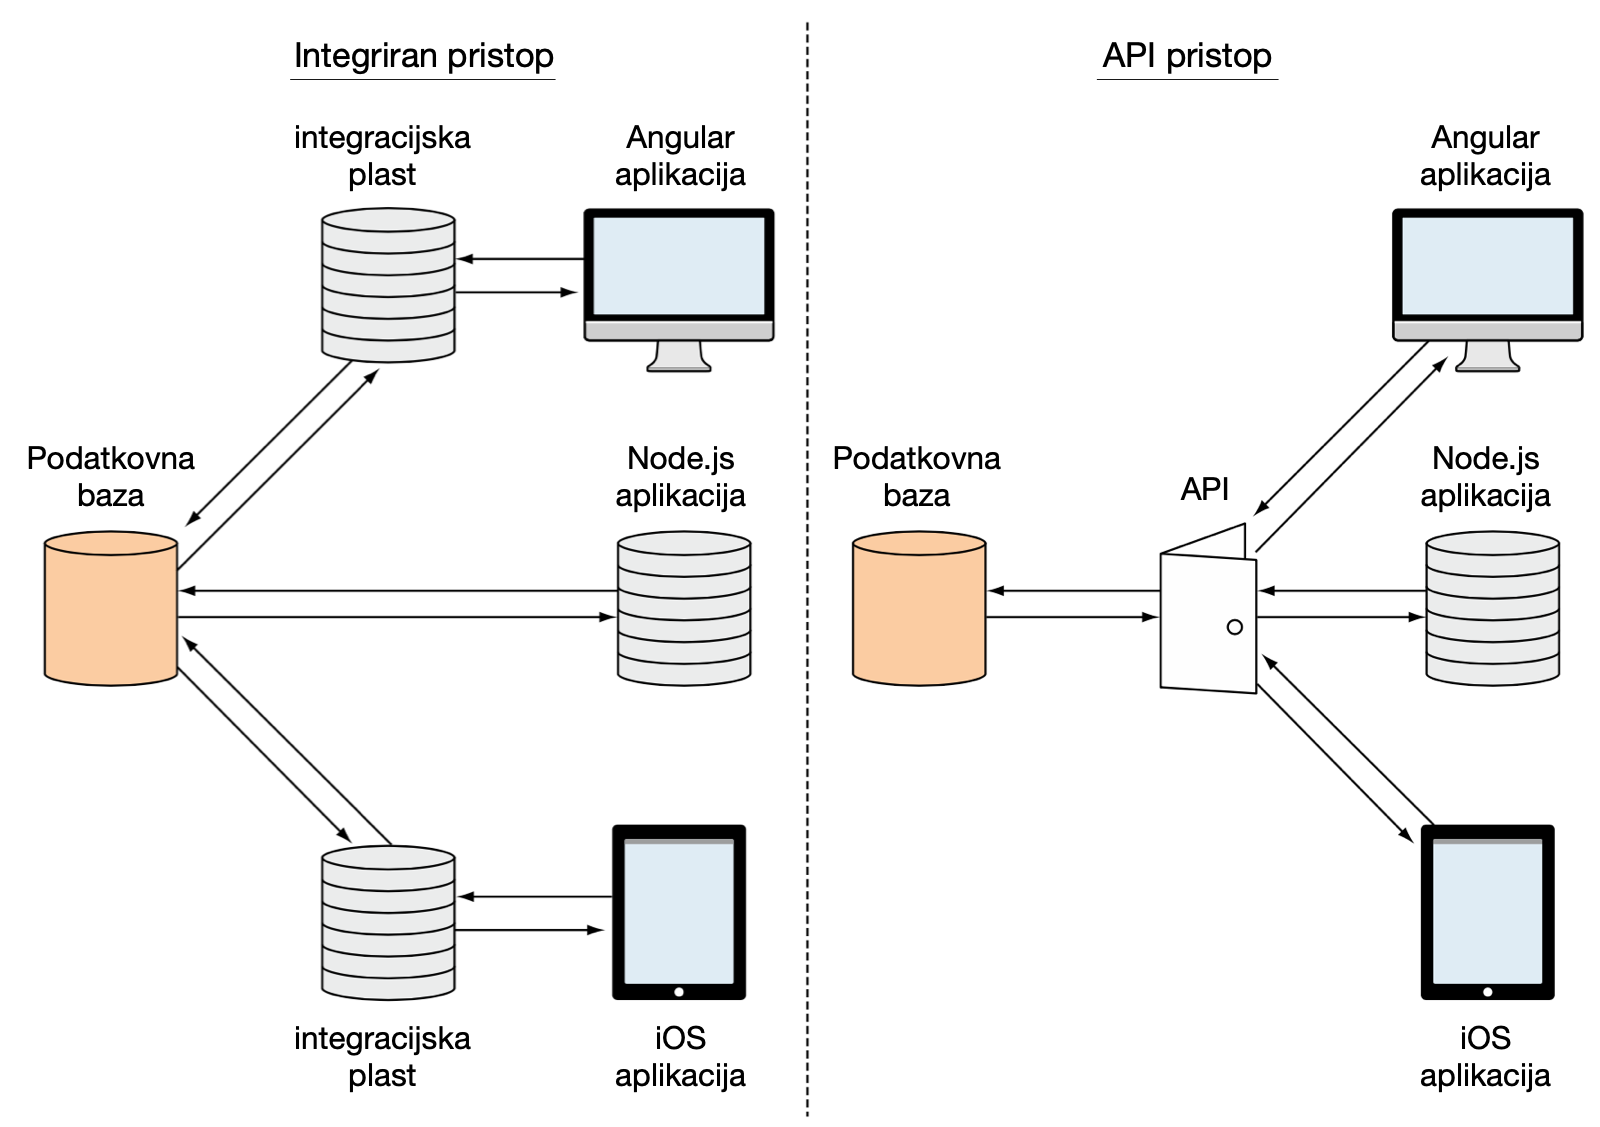 Integriran pristop
integracijska
plast
Angular
aplikacija
Podatkovna
baza
Node.js
aplikacija
integracijska
plast
iOS
aplikacija
API pristop
Angular
aplikacija
Podatkovna
baza
API
Node.js
aplikacija
iOS
aplikacija